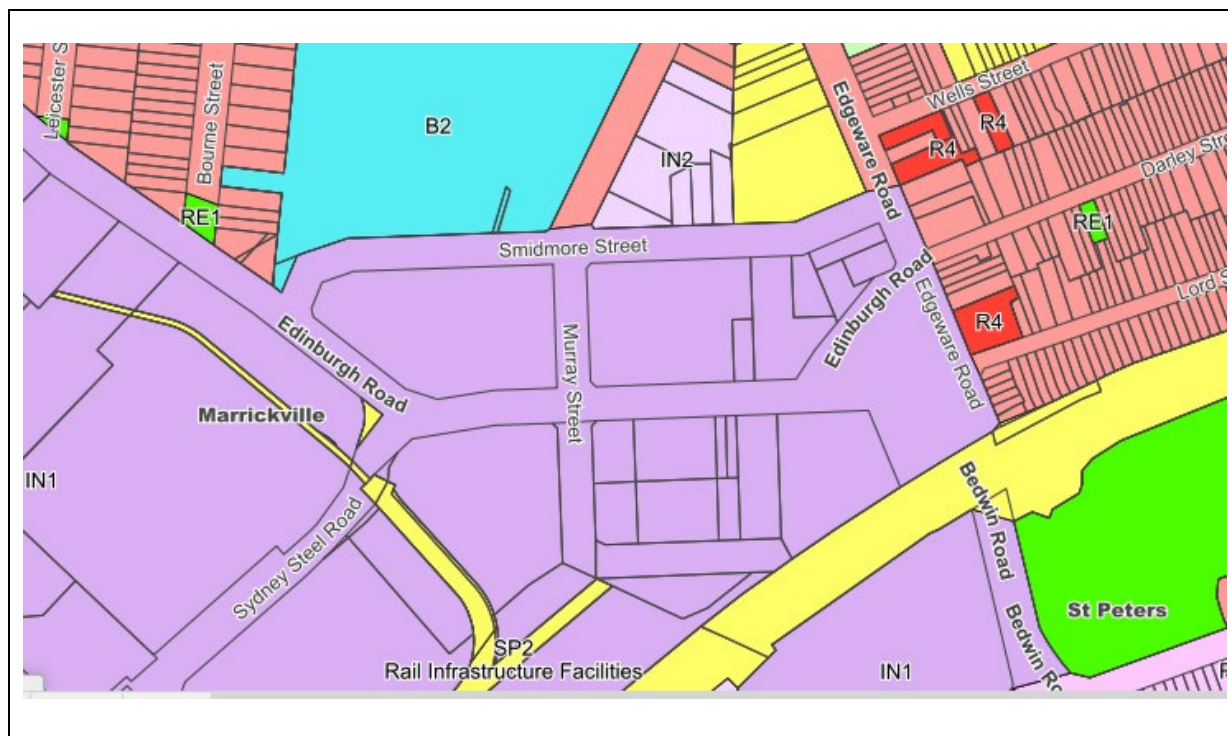 Leicester S
Bourne Street
B2
Wells Street
R4
R4
Darley Str
IN2
Edgeware Road
RE1
RE1
Smidmore Street
Edinburgh Road
Edgeware Road
Lord S
R4
Edinburgh Road
Murray Street
Marrickville
IN1
Bedwin Road
Sydney Steel Road
Bedwin Ro
St Peters
SP2
Rail Infrastructure Facilities
IN1